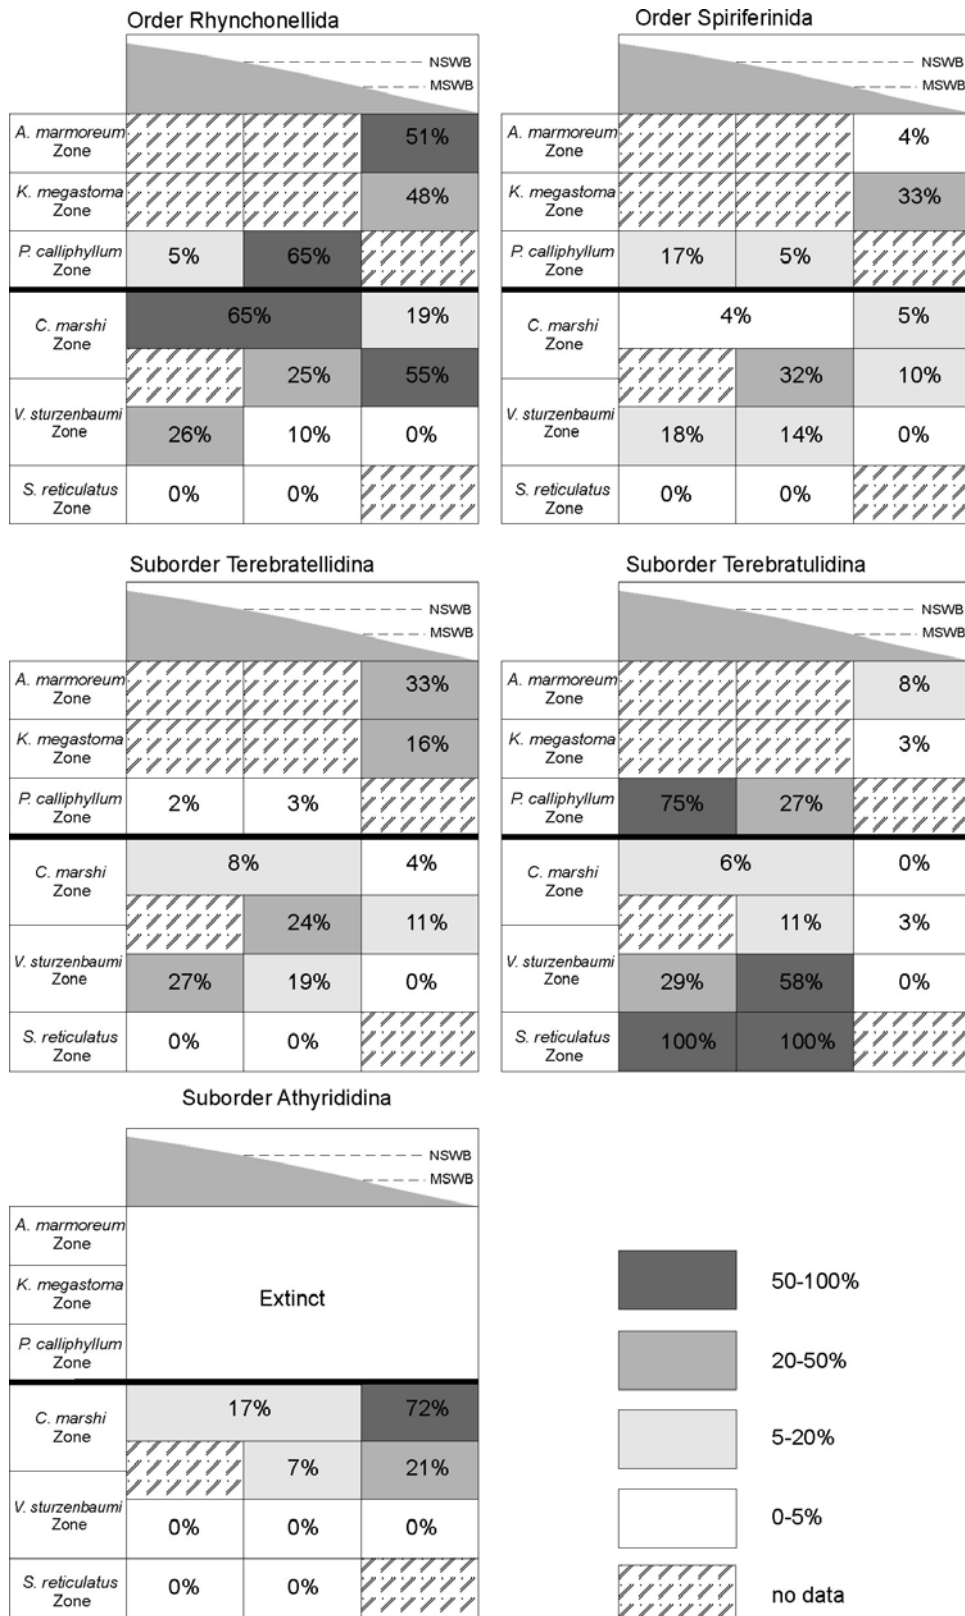 Order Rhynchonellida
NSWB
MSWB
A. marmoreum
Zone
51%
K. megastoma
Zone
48%
P. calliphyllum
Zone
5%
65%
C. marshi
Zone
65%
19%
25%
55%
V. sturzenbaumi
Zone
26%
10%
0%
S. reticulatus
Zone
0%
0%
Order Spiriferinida
NSWB
MSWB
A. marmoreum
Zone
4%
K. megastoma
Zone
33%
P. calliphyllum
Zone
17%
5%
C. marshi
Zone
4%
5%
32%
10%
V. sturzenbaumi
Zone
18%
14%
0%
S. reticulatus
Zone
0%
0%
Suborder Terebratellidina
NSWB
MSWB
A. marmoreum
Zone
33%
K. megastoma
Zone
16%
P. calliphyllum
Zone
2%
3%
C. marshi
Zone
8%
4%
24%
11%
V. sturzenbaumi
Zone
27%
19%
0%
S. reticulatus
Zone
0%
0%
Suborder Terebratulidina
NSWB
MSWB
A. marmoreum
Zone
8%
K. megastoma
Zone
3%
P. calliphyllum
Zone
75%
27%
C. marshi
Zone
6%
0%
11%
3%
V. sturzenbaumi
Zone
29%
58%
0%
S. reticulatus
Zone
100%
100%
Suborder Athyrididina
NSWB
MSWB
A. marmoreum
Zone
K. megastoma
Zone
P. calliphyllum
Zone
Extinct
C. marshi
Zone
17%
72%
7%
21%
V. sturzenbaumi
Zone
0%
0%
0%
S. reticulatus
Zone
0%
0%
50-100%
20-50%
5-20%
0-5%
no data